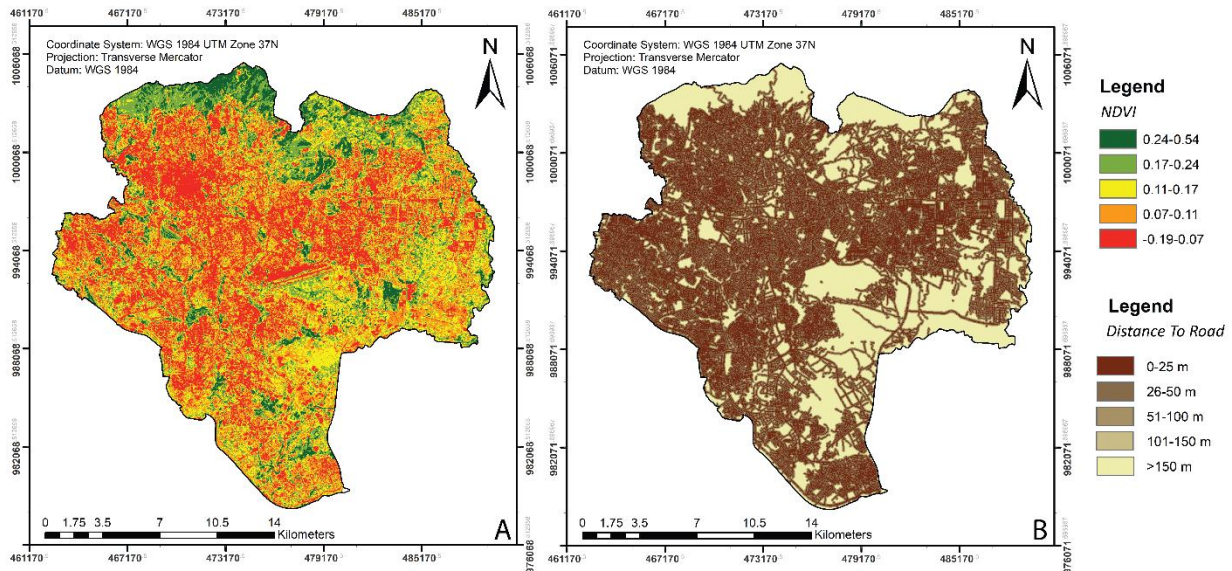 461170 467170 473170 479170 485170
461170 467170 473170 479170 485170
Coordinate System: WGS 1984 UTM Zone 37N
Projection: Transverse Mercator
Datum: WGS 1984
N
1006068
1000068
994068
988068
982068
0 1.75 3.5 7 10.5 14
Kilometers
A
461170 467170 473170 479170 485170
Coordinate System: WGS 1984 UTM Zone 37N
Projection: Transverse Mercator
Datum: WGS 1984
N
1006071
1000071
994071
988071
982071
976071
0 1.75 3.5 7 10.5 14
Kilometers
B
461170 467170 473170 479170 485170
Legend
NDVI
0.24-0.54
0.17-0.24
0.11-0.17
0.07-0.11
-0.19-0.07
Legend
Distance To Road
0-25 m
26-50 m
51-100 m
101-150 m
>150 m